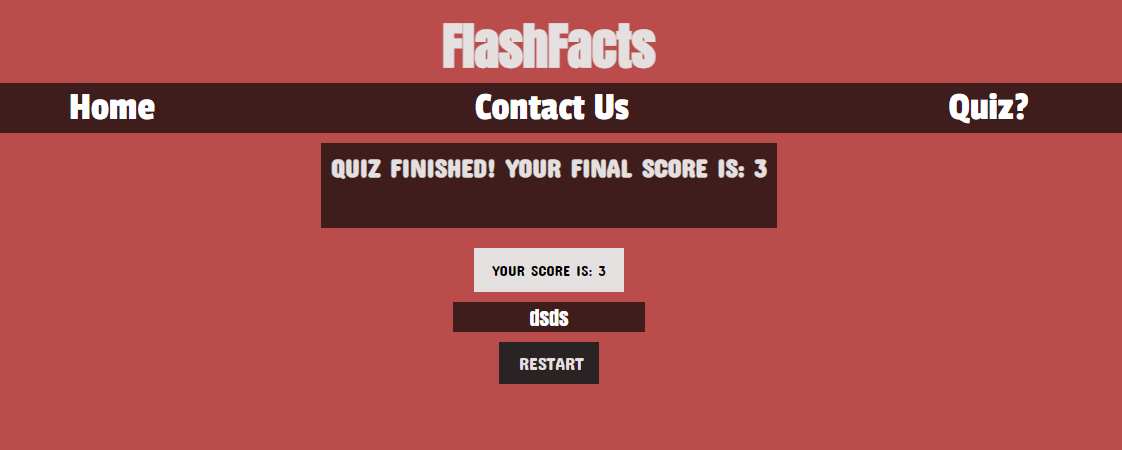 FlashFacts
Home Contact Us Quiz?
QUIZ FINISHED! YOUR FINAL SCORE IS: 3
YOUR SCORE IS: 3
dsds
RESTART